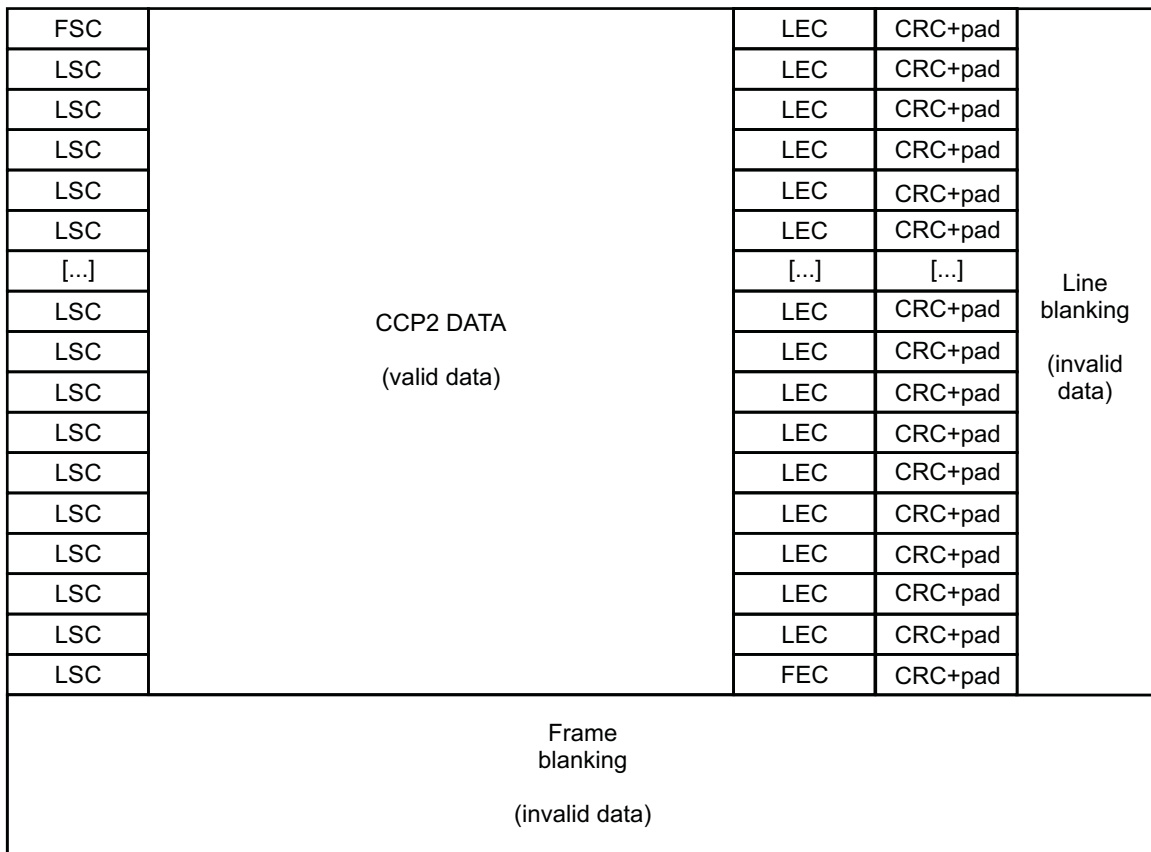 FSC LEC CRC+pad
LSC LEC CRC+pad
LSC LEC CRC+pad
LSC LEC CRC+pad
LSC LEC CRC+pad
LSC LEC CRC+pad
[...] [...] [...]
LSC LEC CRC+pad
LSC LEC CRC+pad
LSC LEC CRC+pad
LSC LEC CRC+pad
LSC LEC CRC+pad
LSC LEC CRC+pad
LSC LEC CRC+pad
LSC LEC CRC+pad
LSC LEC CRC+pad
LSC FEC CRC+pad
CCP2 DATA
(valid data)
Line
blanking
(invalid
data)
Frame
blanking
(invalid data)